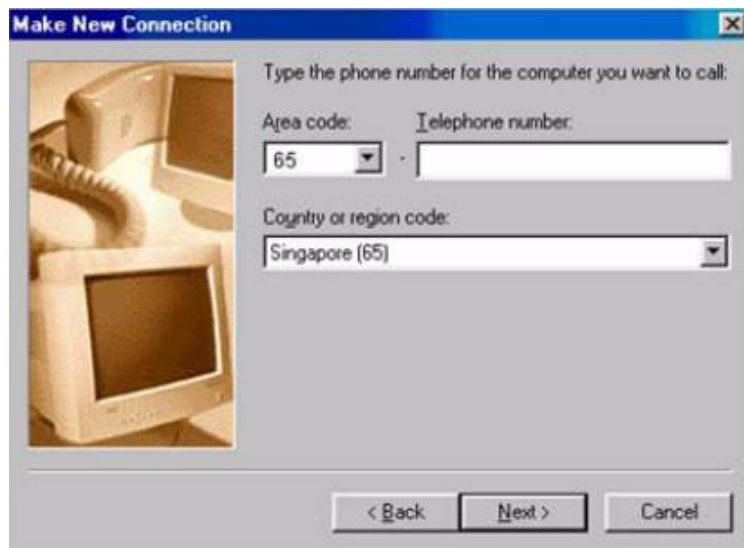 Make New Connection
Type the phone number for the computer you want to call:
Area code: Telephone number:
65 -
Country or region code:
Singapore (65)
< Back Next > Cancel